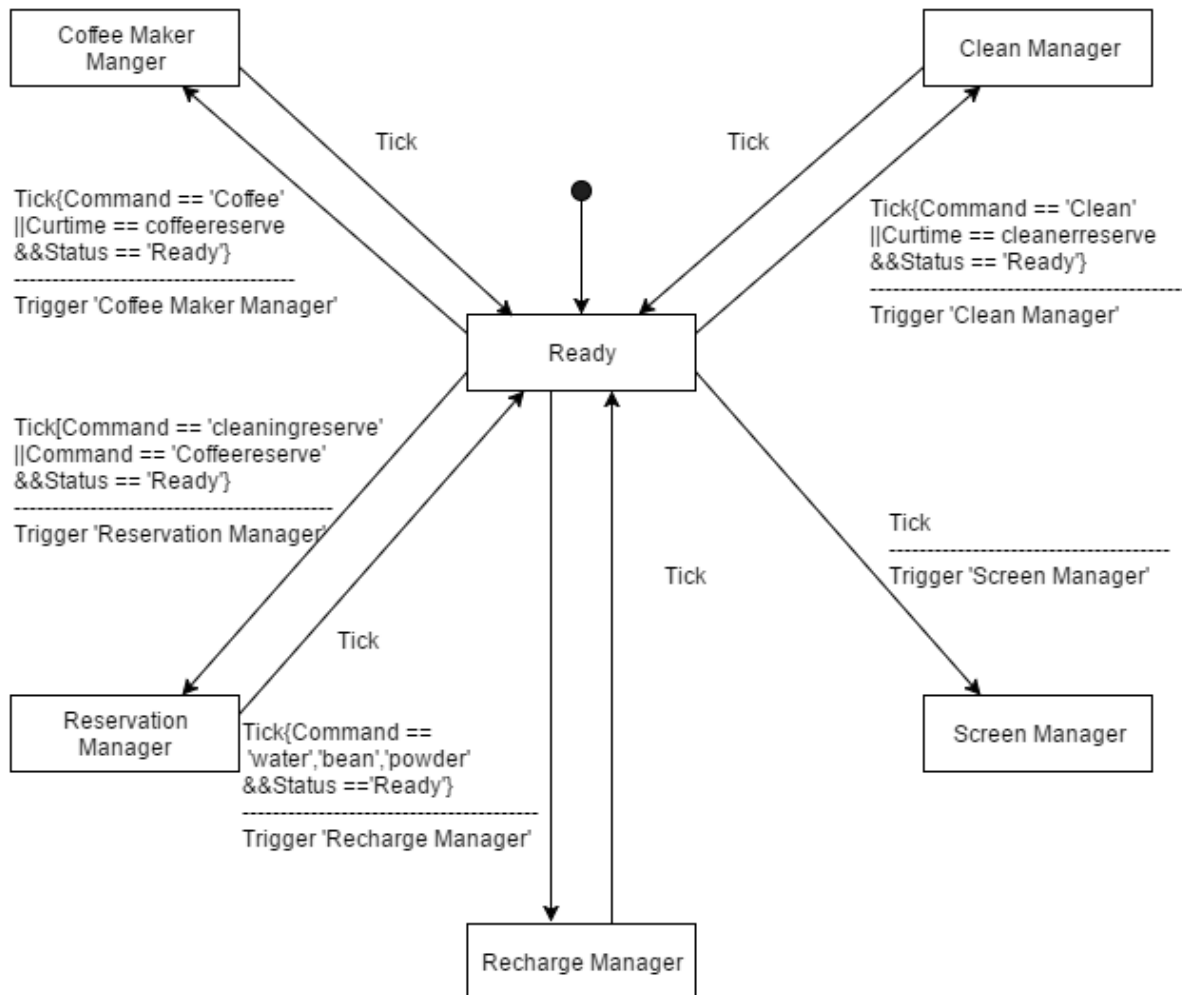 Coffee Maker
Manger
Clean Manager
Tick
Tick
Tick{Command == 'Coffee'
||Curtime == coffeereserve
&&Status == 'Ready'}
-------------------------------------
Trigger 'Coffee Maker Manager'
Tick{Command == 'Clean'
||Curtime == cleanerreserve
&&Status == 'Ready'}
-----------------------------------------
Trigger 'Clean Manager'
Ready
Tick[Command == 'cleaningreserve'
||Command == 'Coffeereserve'
&&Status == 'Ready'}
------------------------------------------
Trigger 'Reservation Manager'
Tick
-------------------------------------
Trigger 'Screen Manager'
Tick
Tick
Reservation
Manager
Tick{Command ==
'water','bean','powder'
&&Status =='Ready'}
---------------------------------------
Trigger 'Recharge Manager'
Screen Manager
Recharge Manager